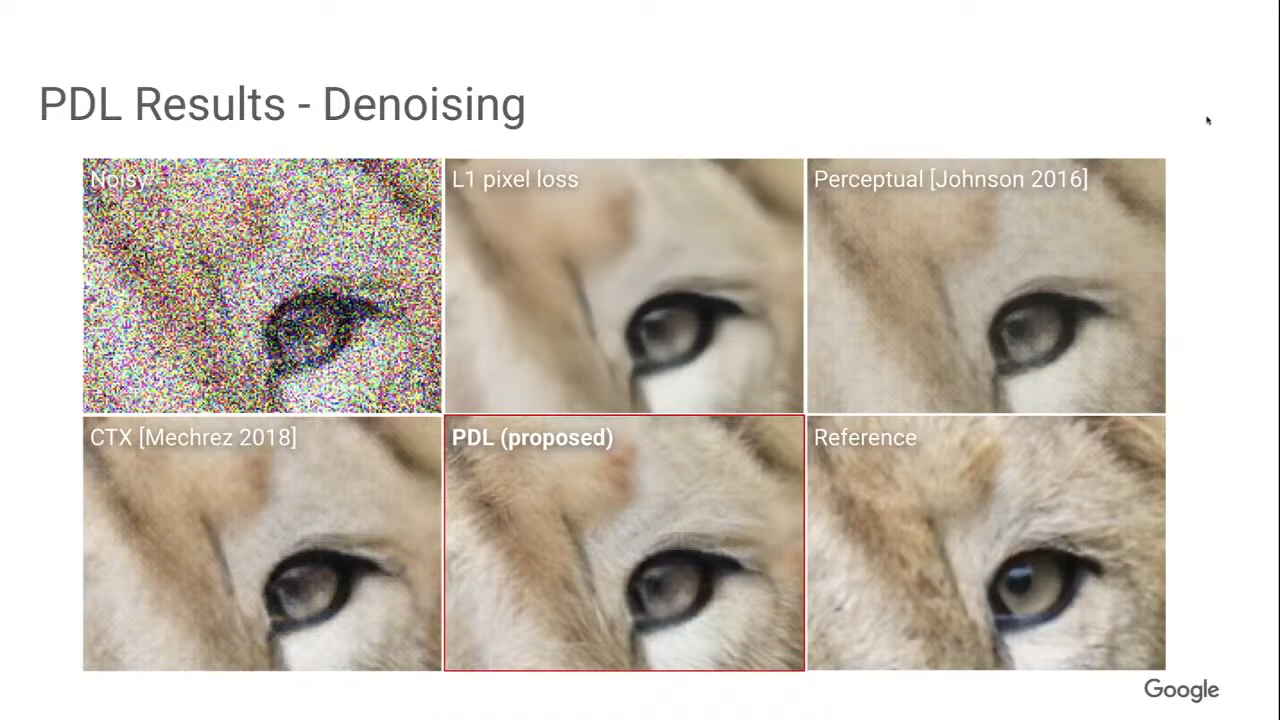 PDL Results - Denoising
Noisy
L1 pixel loss
Perceptual [Johnson 2016]
CTX [Mechrez 2018]
PDL (proposed)
Reference
Google